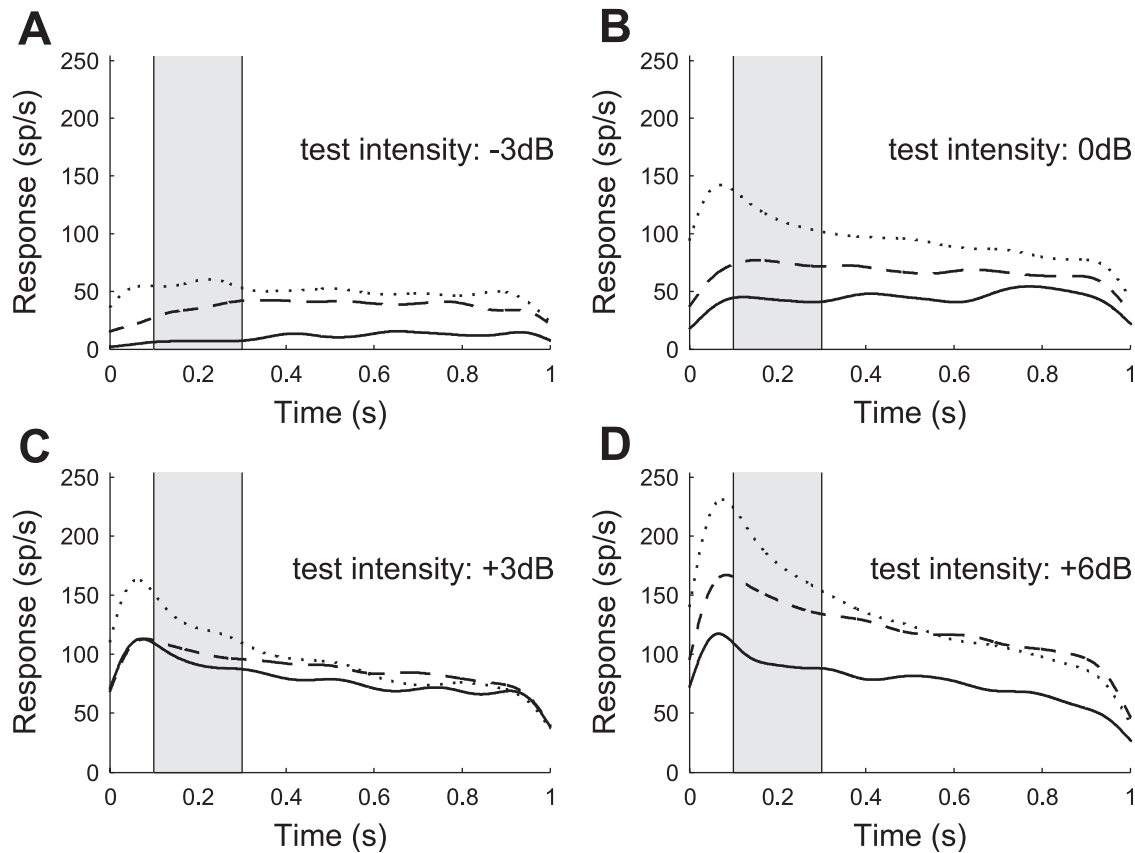 A
Response (sp/s)
250
200
150
100
50
0
test intensity: -3dB
0 0.2 0.4 0.6 0.8 1
Time (s)
B
Response (sp/s)
250
200
150
100
50
0
test intensity: 0dB
0 0.2 0.4 0.6 0.8 1
Time (s)
C
Response (sp/s)
250
200
150
100
50
0
test intensity: +3dB
0 0.2 0.4 0.6 0.8 1
Time (s)
D
Response (sp/s)
250
200
150
100
50
0
test intensity: +6dB
0 0.2 0.4 0.6 0.8 1
Time (s)